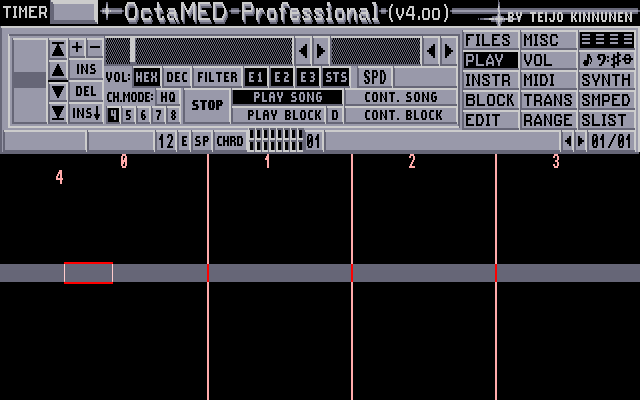 TIMER OctaMED Professional (V4.00) BY TEIJO KINNUNEN
+ - FILES MISC
INS VOL: HEX DEC FILTER E1 E2 E3 STS SPD PLAY VOL
DEL CH.MODE: HQ STOP PLAY SONG CONT. SONG INSTR MIDI SYNTH
INS↓ 4 5 6 7 8 PLAY BLOCK D CONT. BLOCK BLOCK TRANS SMPED
EDIT RANGE SLIST
12 E SP CHRD 01 01/01
0 1 2 3
4